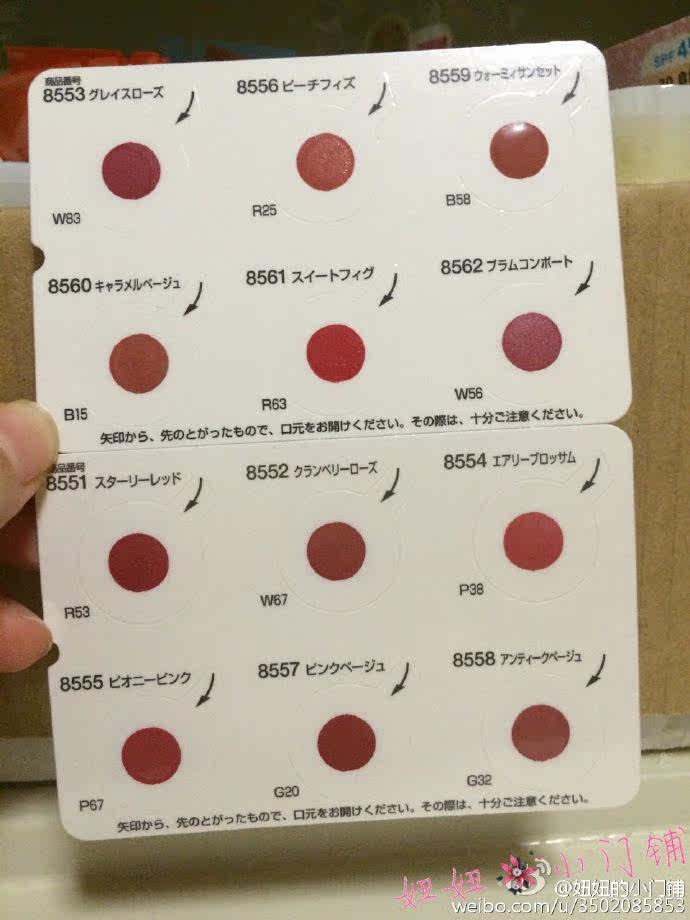 商品番号
8553 グレイスローズ
8556 ピーチフィズ
8559 ウォーミィサンセット
W83
R25
B58
8560 キャラメルベージュ
8561 スイートフィグ
8562 プラムコンポート
B15
R63
W56
矢印から、先のとがったもので、口元をお開けください。その際は、十分ご注意ください。
商品番号
8551 スターリーレッド
8552 クランベリーローズ
8554 エアリーブロッサム
R53
W67
P38
8555 ピオニーピンク
8557 ピンクベージュ
8558 アンティークベージュ
P67
G20
G32
矢印から、先のとがったもので、口元をお開けください。その際は、十分ご注意ください。
SPF 4
妞妞 小门铺
@妞妞的小门鋪
weibo.com/u/3502085853